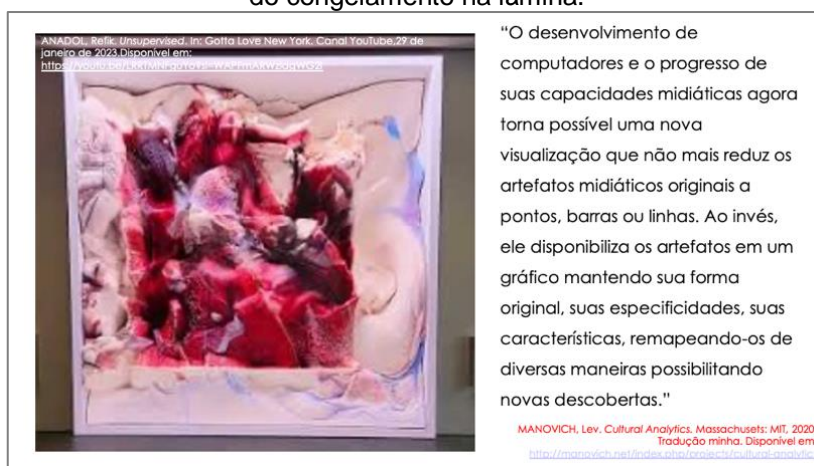 do congelamento na lâmina.
ANADOL, Refik. Unsupervised. In: Gotta Love New York. Canal YouTube,29 de
janeiro de 2023.Disponível em:
“O desenvolvimento de
computadores e o progresso de
suas capacidades midiáticas agora
torna possível uma nova
visualização que não mais reduz os
artefatos midiáticos originais a
pontos, barras ou linhas. Ao invés,
ele disponibiliza os artefatos em um
gráfico mantendo sua forma
original, suas especificidades, suas
características, remapeando-os de
diversas maneiras possibilitando
novas descobertas.”
MANOVICH, Lev. Cultural Analytics. Massachusets: MIT, 2020
Tradução minha. Disponível em
http://manovich.net/index.php/projects/cultural-analytic